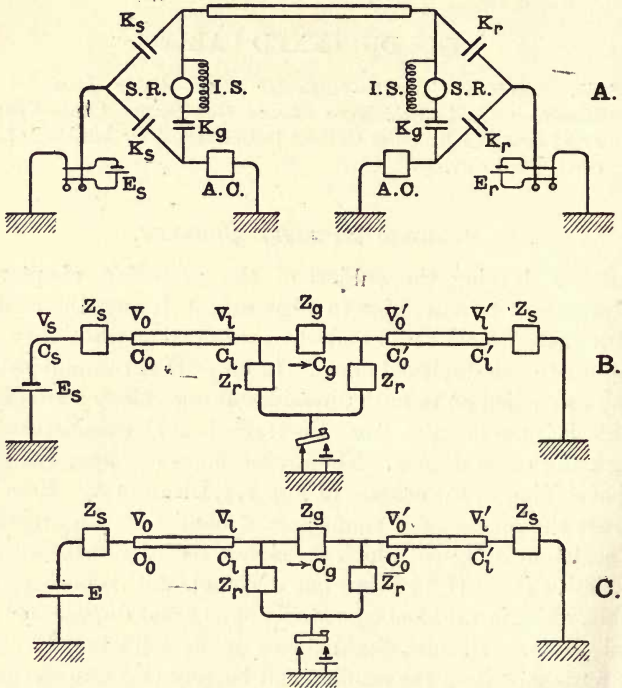 Ks Kr
S.R. I.S. I.S. S.R. A.
Kg Kg
Ks Kr
Es A.C. A.C. Er
Vs Zs V0 Vl Zg V0' Vl' Zs
Cs C0 Cl Cg C0' Cl' B.
Es Zr Zr
Zs V0 Vl Zg V0' Vl' Zs
C0 Cl Cg C0' Cl' C.
E Zr Zr